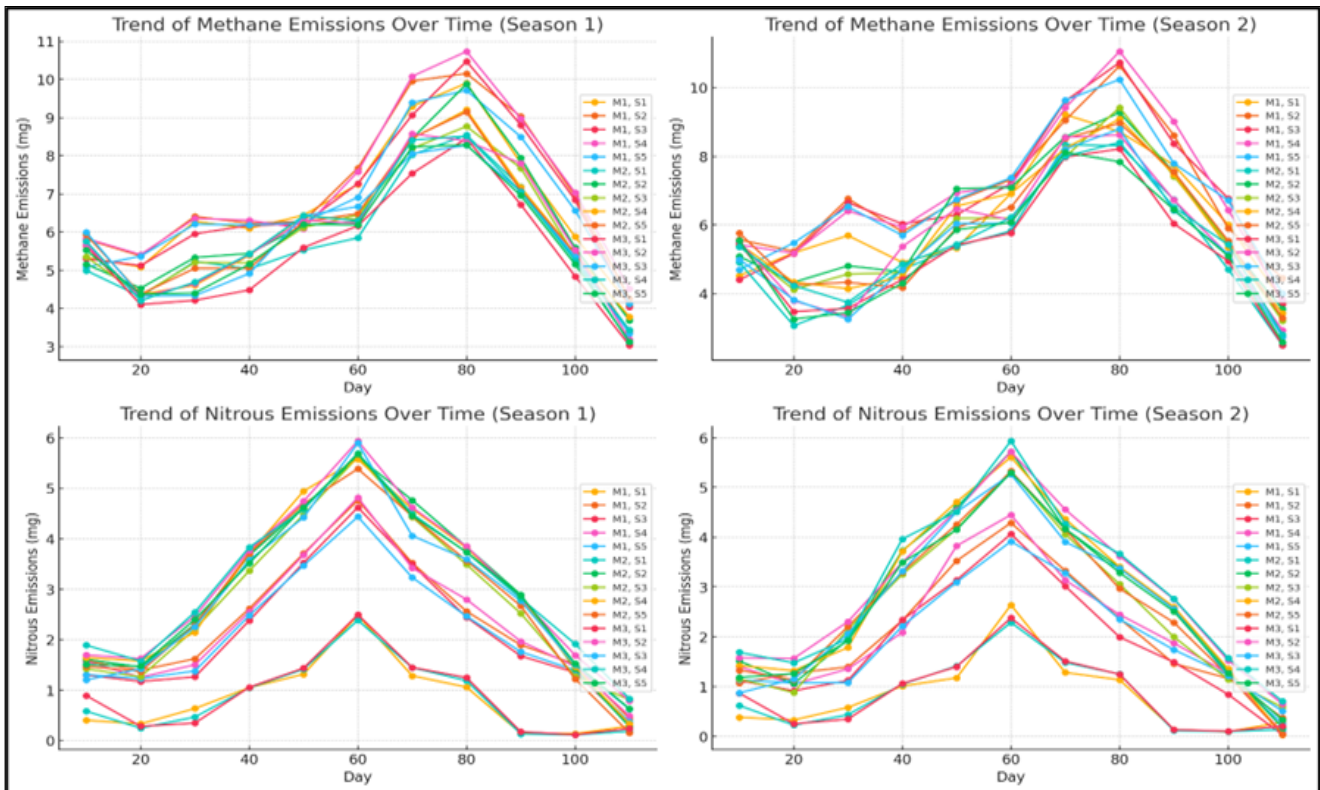 Trend of Methane Emissions Over Time (Season 1)
Methane Emissions (mg)
11
10
9
8
7
6
5
4
3
20
40
60
80
100
Day
M1, S1
M1, S2
M1, S3
M1, S4
M1, S5
M2, S1
M2, S2
M2, S3
M2, S4
M2, S5
M3, S1
M3, S2
M3, S3
M3, S4
M3, S5
Trend of Methane Emissions Over Time (Season 2)
Methane Emissions (mg)
10
8
6
4
20
40
60
80
100
Day
M1, S1
M1, S2
M1, S3
M1, S4
M1, S5
M2, S1
M2, S2
M2, S3
M2, S4
M2, S5
M3, S1
M3, S2
M3, S3
M3, S4
M3, S5
Trend of Nitrous Emissions Over Time (Season 1)
Nitrous Emissions (mg)
6
5
4
3
2
1
0
20
40
60
80
100
Day
M1, S1
M1, S2
M1, S3
M1, S4
M1, S5
M2, S1
M2, S2
M2, S3
M2, S4
M2, S5
M3, S1
M3, S2
M3, S3
M3, S4
M3, S5
Trend of Nitrous Emissions Over Time (Season 2)
Nitrous Emissions (mg)
6
5
4
3
2
1
0
20
40
60
80
100
Day
M1, S1
M1, S2
M1, S3
M1, S4
M1, S5
M2, S1
M2, S2
M2, S3
M2, S4
M2, S5
M3, S1
M3, S2
M3, S3
M3, S4
M3, S5